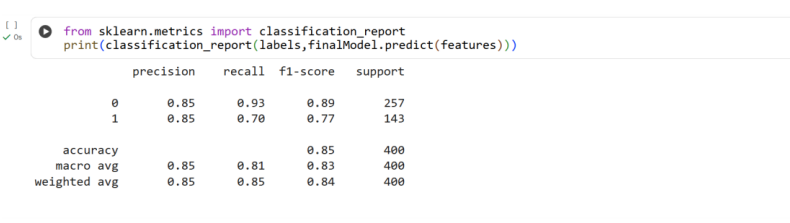 [ ]
✓ 0s
from sklearn.metrics import classification_report
print(classification_report(labels,finalModel.predict(features)))
precision recall f1-score support
0 0.85 0.93 0.89 257
1 0.85 0.70 0.77 143
accuracy 0.85 400
macro avg 0.85 0.81 0.83 400
weighted avg 0.85 0.85 0.84 400